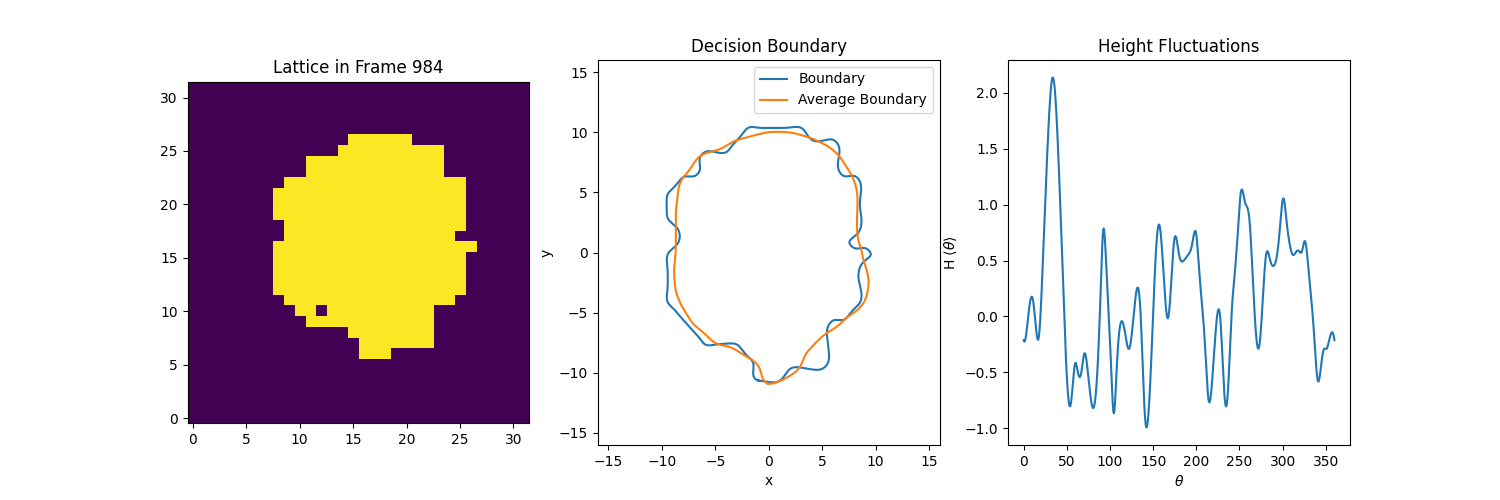 Lattice in Frame 984
30
25
20
15
10
5
0
0 5 10 15 20 25 30
Decision Boundary
Boundary
Average Boundary
15
10
5
0
−5
−10
−15
y
−15 −10 −5 0 5 10 15
x
Height Fluctuations
2.0
1.5
1.0
0.5
0.0
−0.5
−1.0
H (θ)
0 50 100 150 200 250 300 350
θ